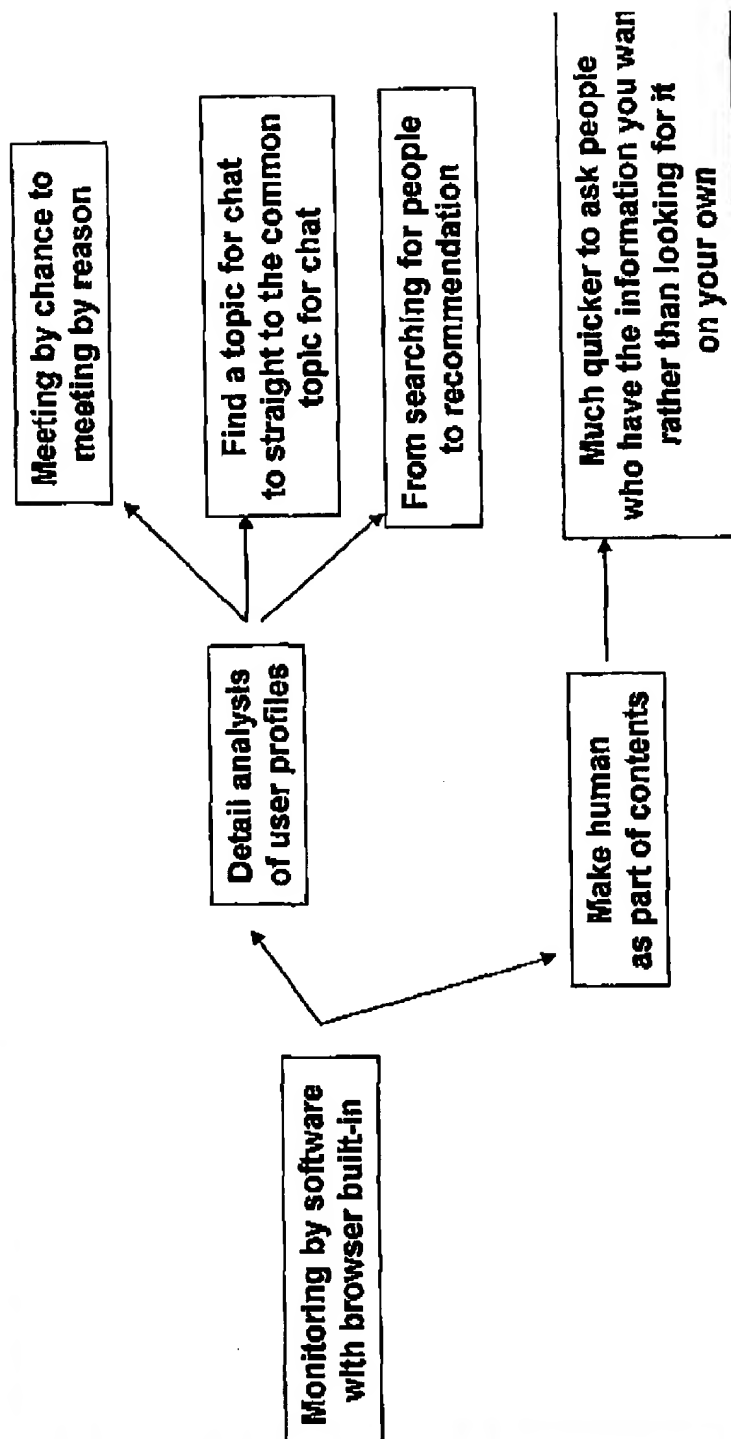 Monitoring by software
with browser built-in
Detail analysis
of user profiles
Make human
as part of contents
Meeting by chance to
meeting by reason
Find a topic for chat
to straight to the common
topic for chat
From searching for people
to recommendation
Much quicker to ask people
who have the information you wan
rather than looking for it
on your own